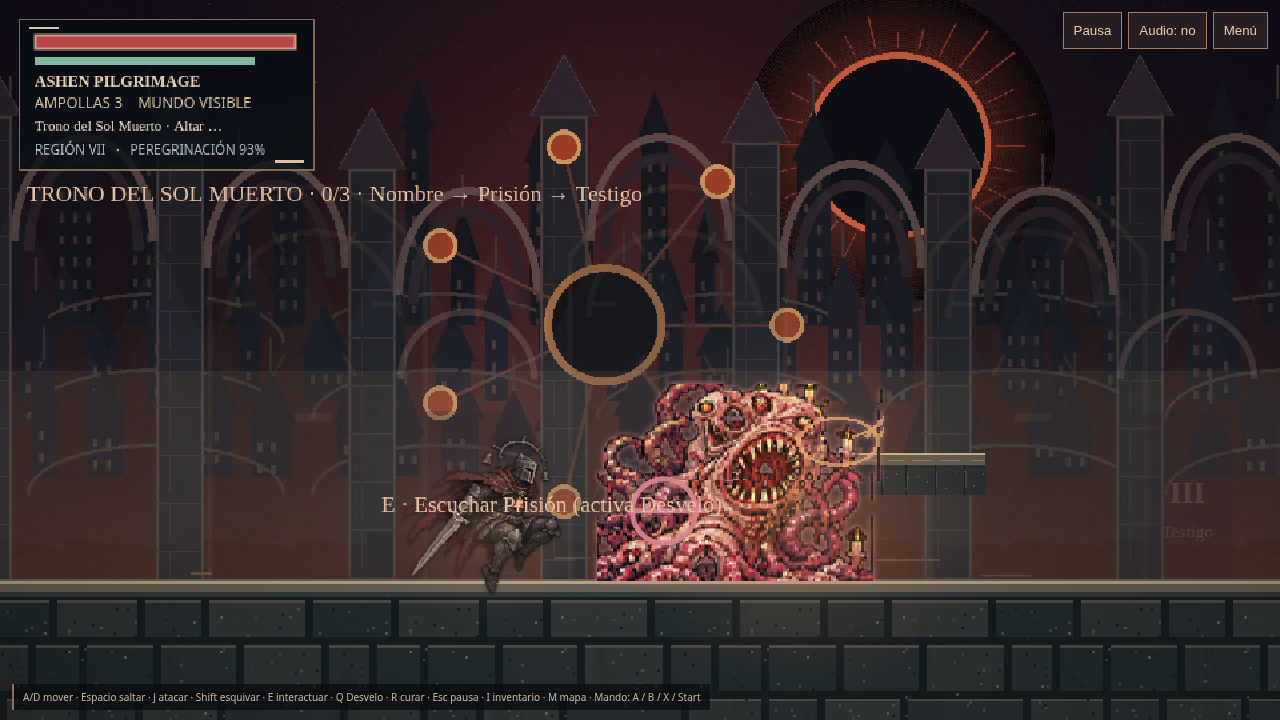 Pausa
Audio: no
Menú
ASHEN PILGRIMAGE
AMPOLLAS 3 MUNDO VISIBLE
Trono del Sol Muerto · Altar …
REGIÓN VII · PEREGRINACIÓN 93%
TRONO DEL SOL MUERTO · 0/3 · Nombre → Prisión → Testigo
E · Escuchar Prisión (activa Desvelo)
III
Testigo
A/D mover · Espacio saltar · J atacar · Shift esquivar · E interactuar · Q Desvelo · R curar · Esc pausa · I inventario · M mapa · Mando: A / B / X / Start